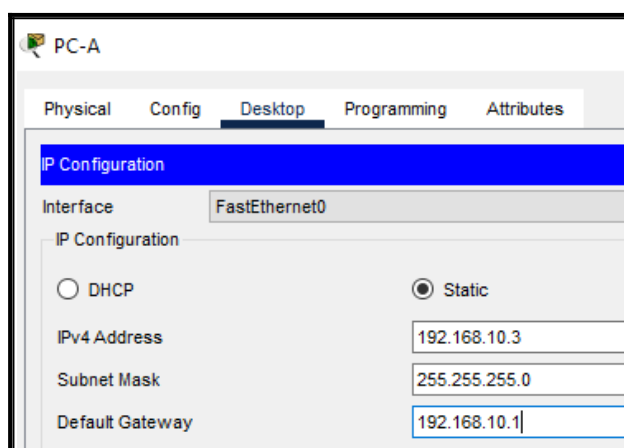 PC-A
Physical Config Desktop Programming Attributes
IP Configuration
Interface FastEthernet0
IP Configuration
DHCP Static
IPv4 Address 192.168.10.3
Subnet Mask 255.255.255.0
Default Gateway 192.168.10.1